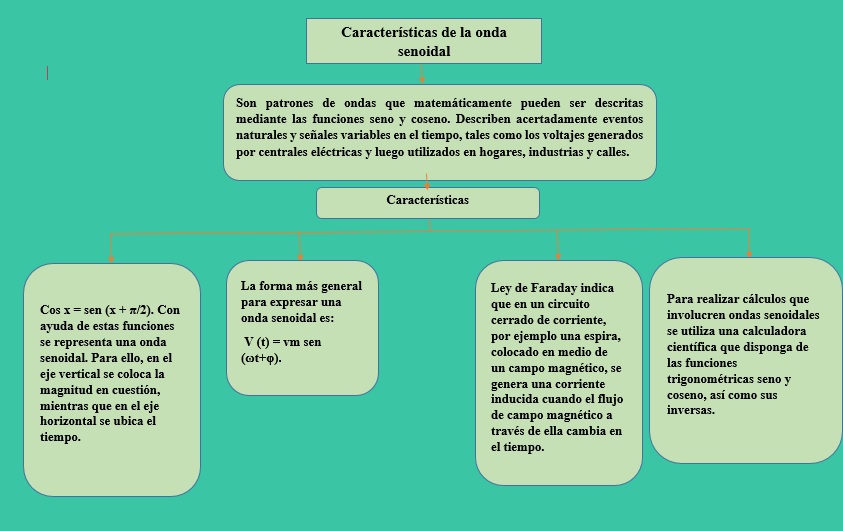 Características de la onda
senoidal
Son patrones de ondas que matemáticamente pueden ser descritas
mediante las funciones seno y coseno. Describen acertadamente eventos
naturales y señales variables en el tiempo, tales como los voltajes generados
por centrales eléctricas y luego utilizados en hogares, industrias y calles.
Características
Cos x = sen (x + π/2). Con
ayuda de estas funciones
se representa una onda
senoidal. Para ello, en el
eje vertical se coloca la
magnitud en cuestión,
mientras que en el eje
horizontal se ubica el
tiempo.
La forma más general
para expresar una
onda senoidal es:
V (t) = vm sen
(ωt+φ).
Ley de Faraday indica
que en un circuito
cerrado de corriente,
por ejemplo una espira,
colocado en medio de
un campo magnético, se
genera una corriente
inducida cuando el flujo
de campo magnético a
través de ella cambia en
el tiempo.
Para realizar cálculos que
involucren ondas senoidales
se utiliza una calculadora
científica que disponga de
las funciones
trigonométricas seno y
coseno, así como sus
inversas.